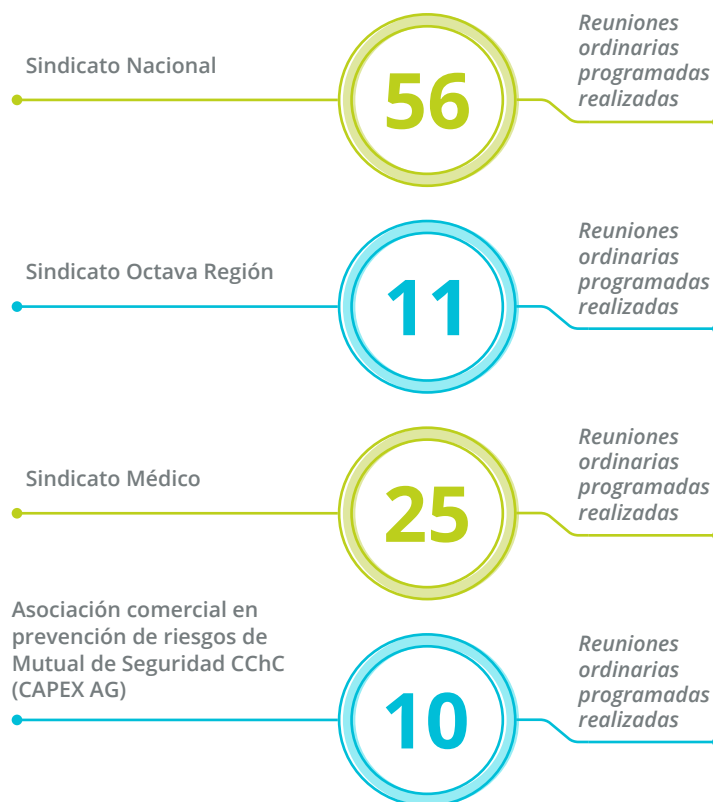 Sindicato Nacional
56
Reuniones
ordinarias
programadas
realizadas
Sindicato Octava Región
11
Reuniones
ordinarias
programadas
realizadas
Sindicato Médico
25
Reuniones
ordinarias
programadas
realizadas
Asociación comercial en
prevención de riesgos de
Mutual de Seguridad CChC
(CAPEX AG)
10
Reuniones
ordinarias
programadas
realizadas